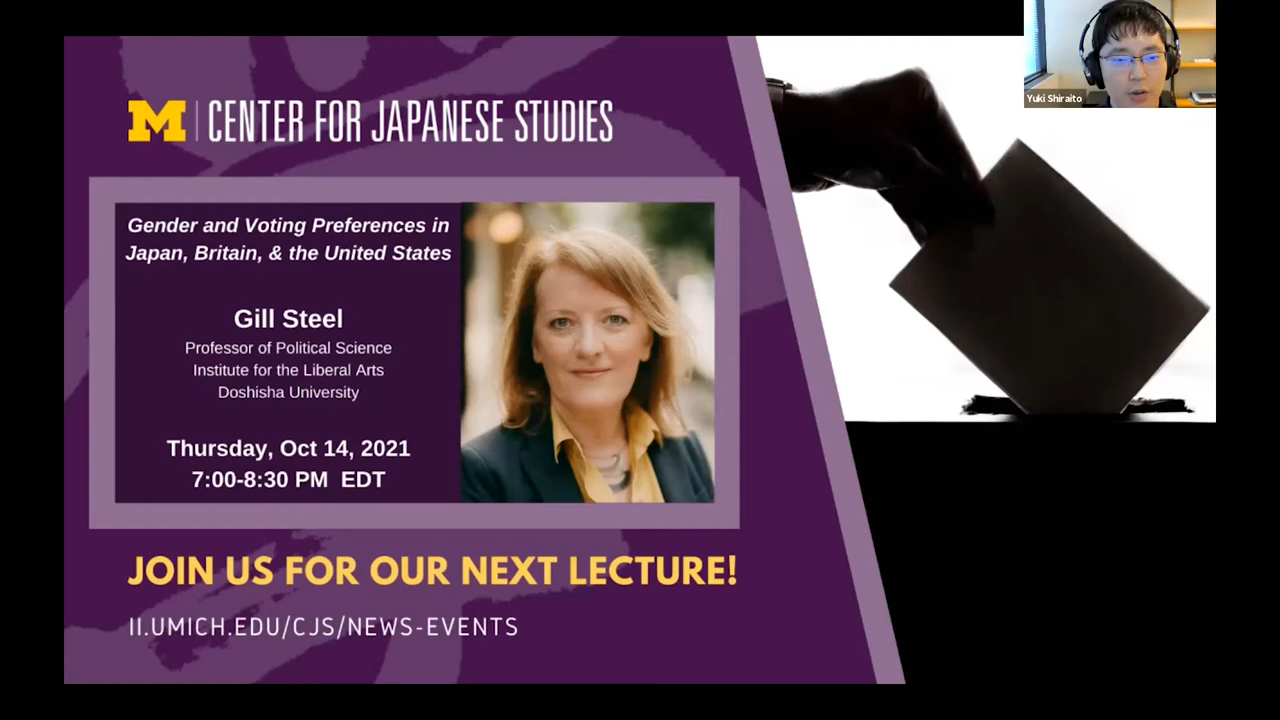 M | CENTER FOR JAPANESE STUDIES
Gender and Voting Preferences in
Japan, Britain, & the United States
Gill Steel
Professor of Political Science
Institute for the Liberal Arts
Doshisha University
Thursday, Oct 14, 2021
7:00-8:30 PM EDT
JOIN US FOR OUR NEXT LECTURE!
II.UMICH.EDU/CJS/NEWS-EVENTS
Yuki Shiraito